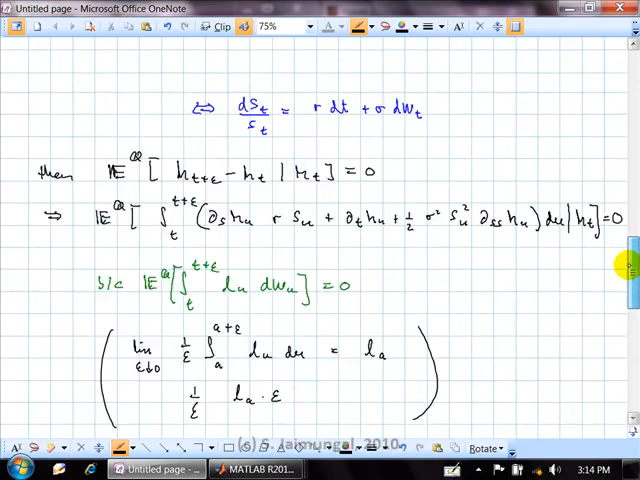 Untitled page - Microsoft Office OneNote
Clip 75%
⇔ dS_t / S_t = r dt + σ dW_t
then 𝔼^ℚ[ h_{t+ε} - h_t | h_t ] = 0
⇒ 𝔼^ℚ[ ∫_t^{t+ε} (∂_s h_u r S_u + ∂_t h_u + 1/2 σ² S_u² ∂_ss h_u) du | h_t ] = 0
b/c 𝔼^ℚ[ ∫_t^{t+ε} l_u dW_u ] = 0
( lim_{ε↓0} 1/ε ∫_a^{a+ε} l_u du = l_a
1/ε l_a · ε )
(c) S. Jaimungal, 2010
Rotate
Untitled page - Mic...
MATLAB R201...
3:14 PM